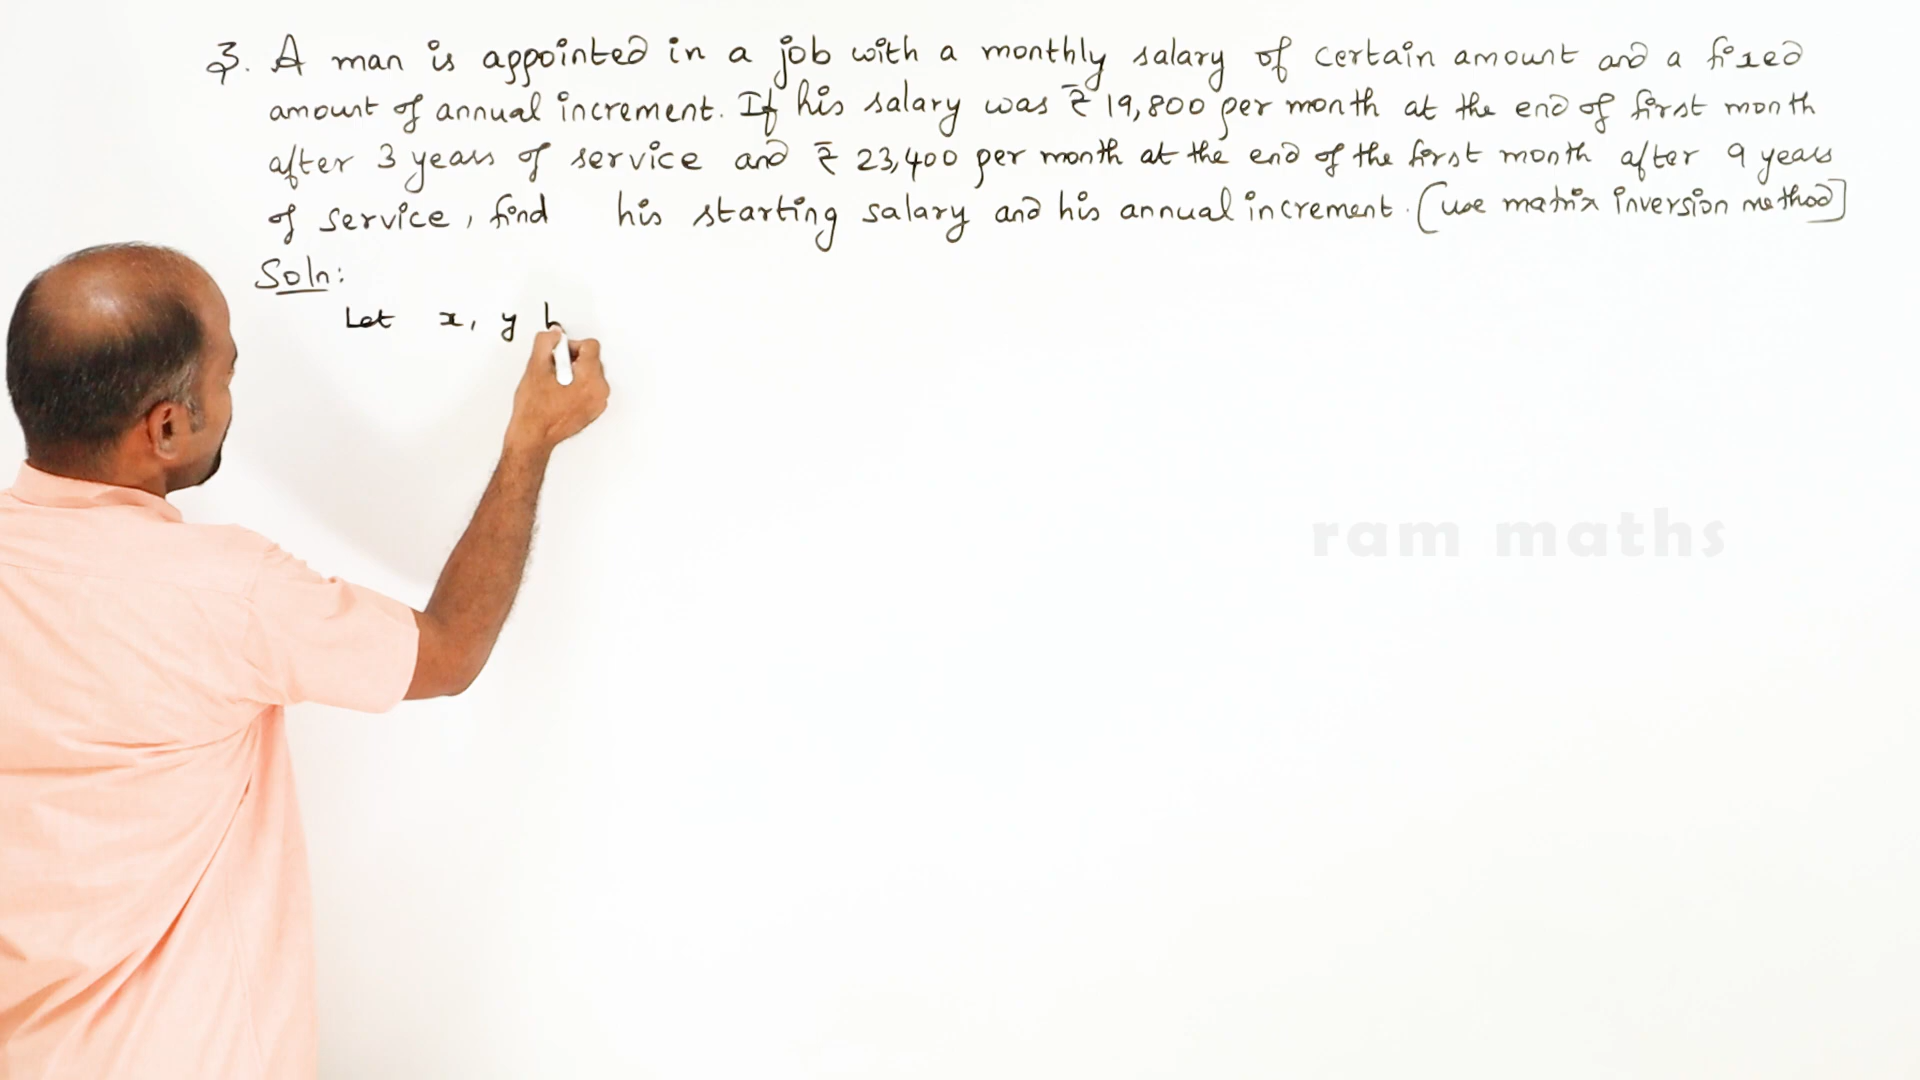 3. A man is appointed in a job with a monthly salary of certain amount and a fixed
amount of annual increment. If his salary was ₹ 19,800 per month at the end of first month
after 3 years of service and ₹ 23,400 per month at the end of the first month after 9 years
of service, find his starting salary and his annual increment. (use matrix inversion method]
Soln:
Let x, y b
ram maths